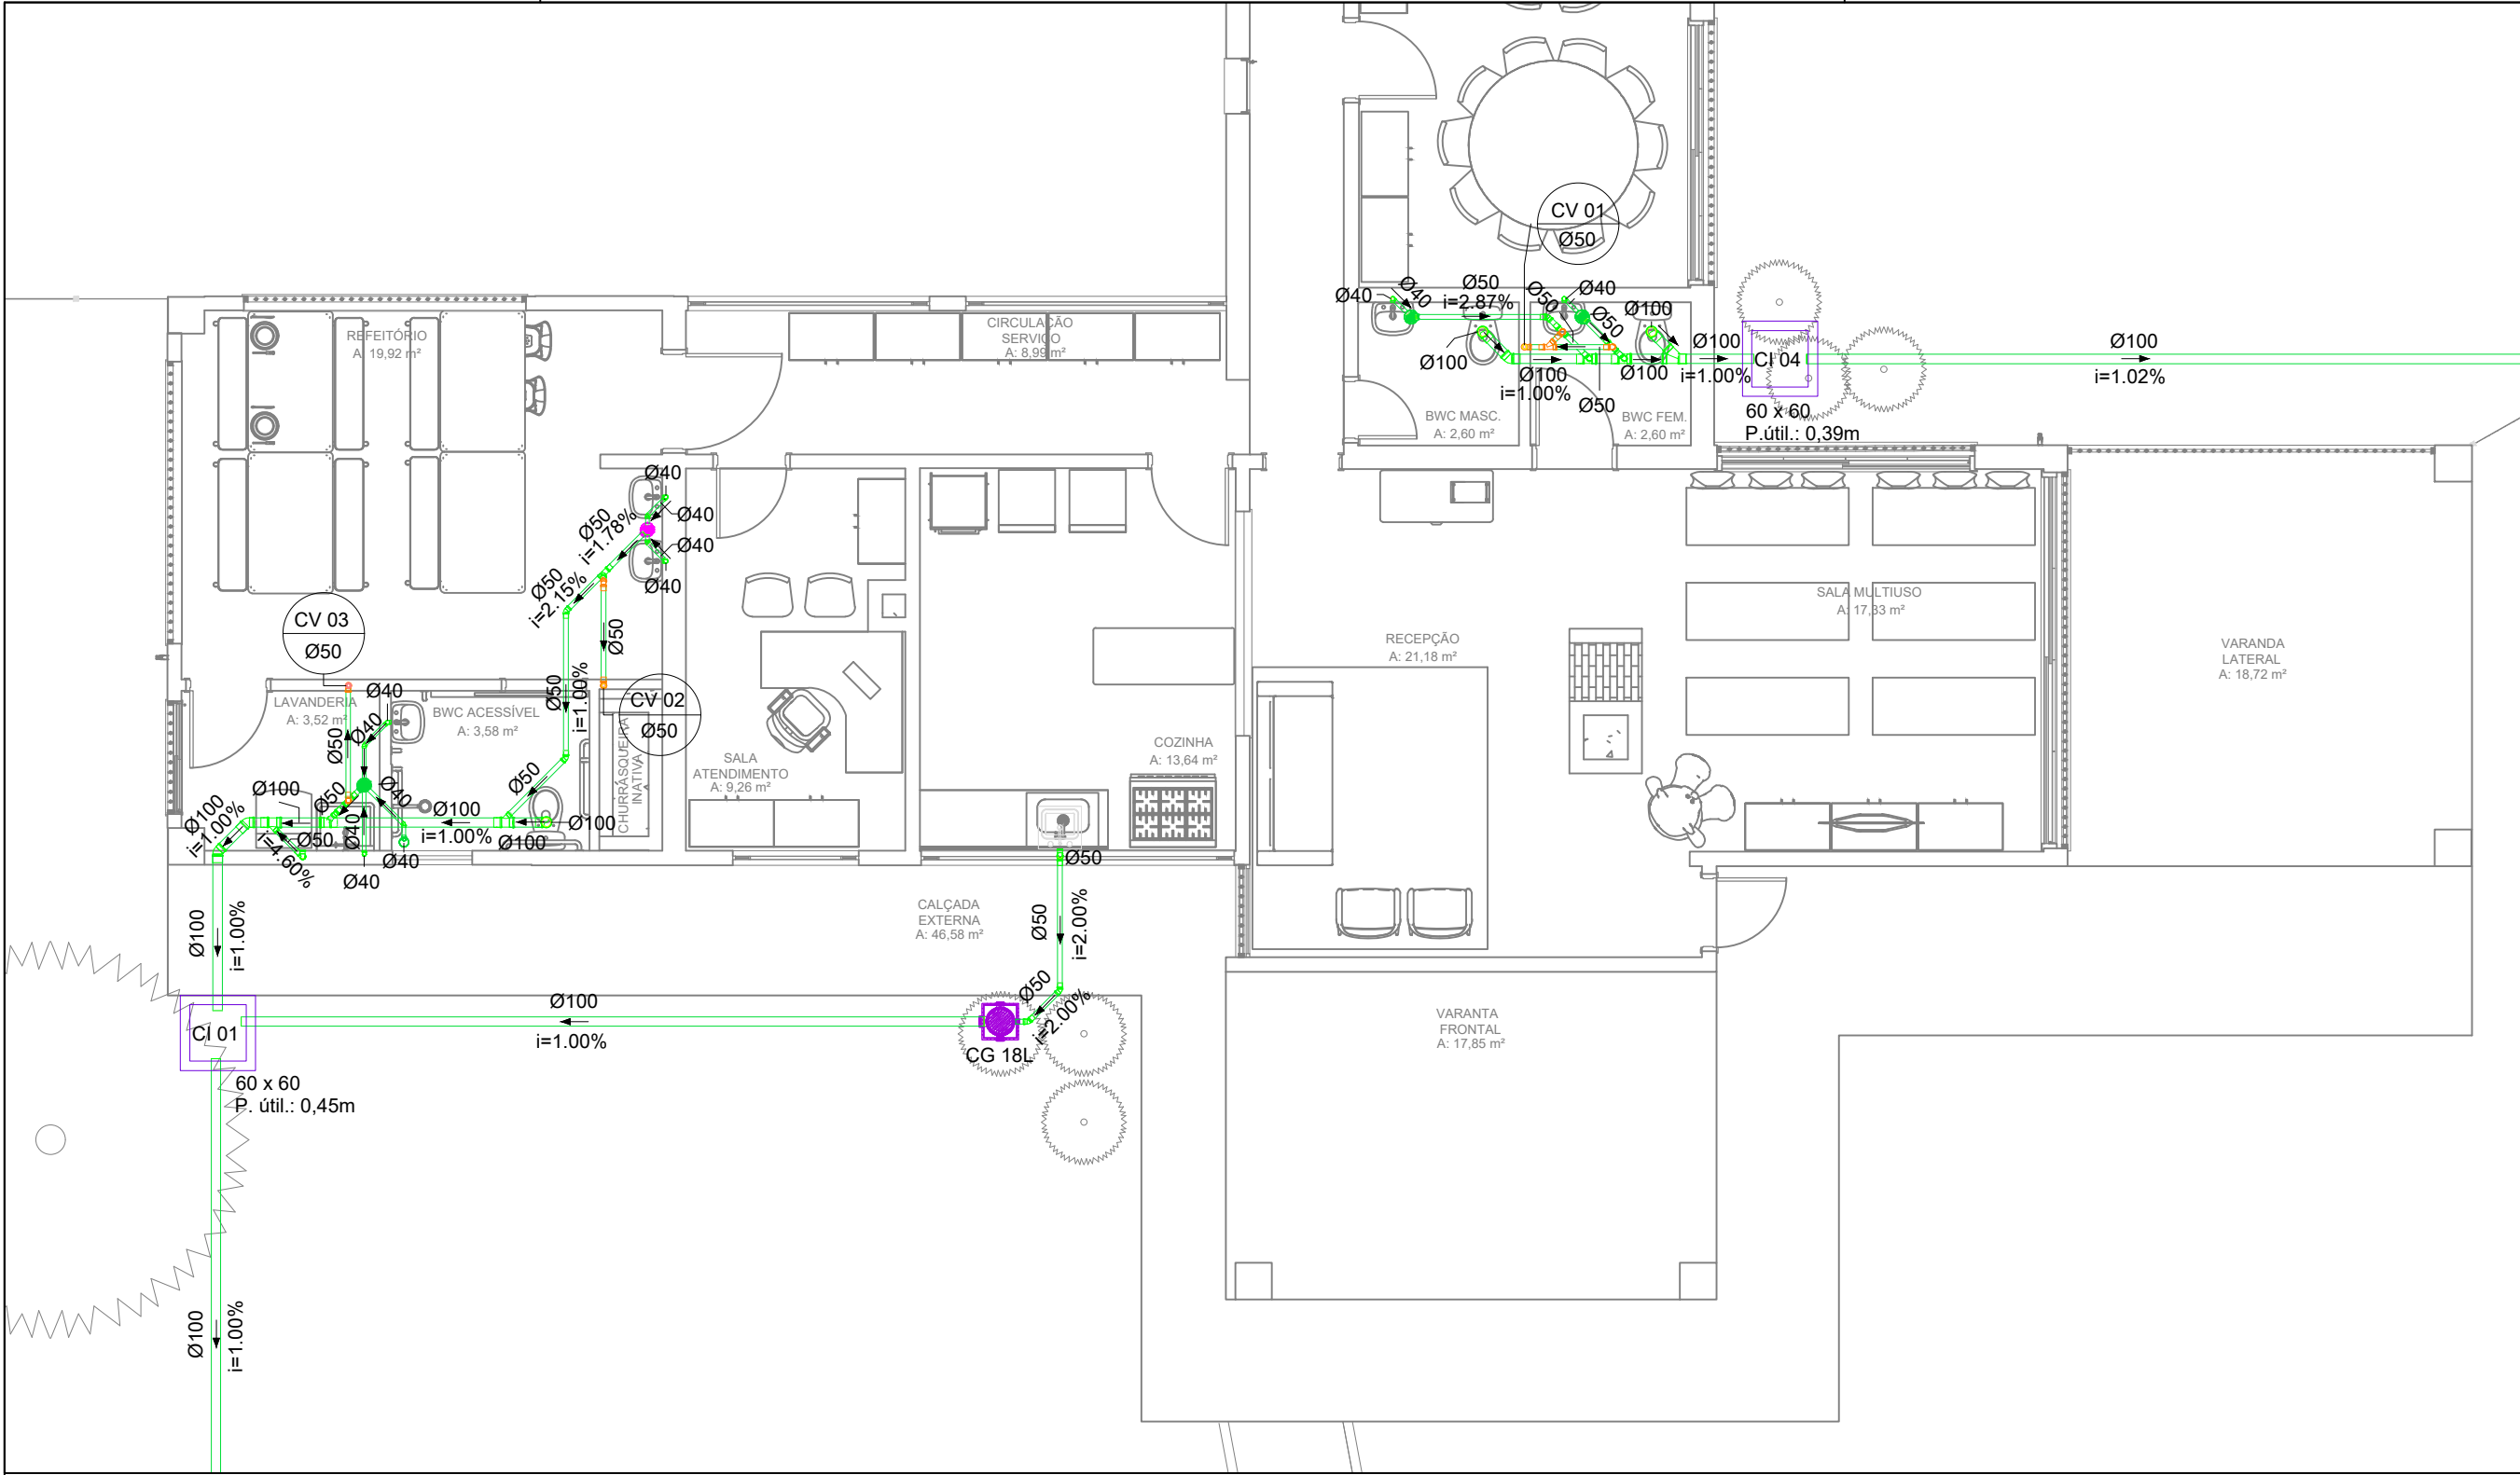 CV 01
Ø50
Ø40
Ø40
Ø50
i=2.87%
Ø50
Ø40
Ø50
Ø100
Ø100
Ø100
Ø100
i=1.00%
Ø50
Ø100
i=1.00%
CI 04
60 x 60
P.útil.: 0,39m
Ø100
i=1.02%
BWC MASC.
A: 2,60 m²
BWC FEM.
A: 2,60 m²
REFEITÓRIO
A: 19,92 m²
CIRCULAÇÃO
SERVIÇO
A: 8,99 m²
Ø40
Ø40
Ø40
Ø40
Ø50
i=1.78%
Ø50
i=2.15%
Ø50
Ø50
i=1.00%
CV 03
Ø50
CV 02
Ø50
LAVANDERIA
A: 3,52 m²
BWC ACESSÍVEL
A: 3,58 m²
CHURRASQUEIRA
INATIVA
Ø40
Ø40
Ø50
Ø50
Ø40
Ø40
Ø50
Ø100
Ø100
i=1.00%
Ø50
i=4.60%
Ø40
Ø40
Ø100
i=1.00%
Ø100
Ø100
SALA
ATENDIMENTO
A: 9,26 m²
COZINHA
A: 13,64 m²
RECEPÇÃO
A: 21,18 m²
SALA MULTIUSO
A: 17,33 m²
VARANDA
LATERAL
A: 18,72 m²
Ø50
Ø50
i=2.00%
Ø50
i=2.00%
CALÇADA
EXTERNA
A: 46,58 m²
Ø100
i=1.00%
CI 01
60 x 60
P. útil.: 0,45m
Ø100
i=1.00%
CG 18L
VARANTA
FRONTAL
A: 17,85 m²
Ø100
i=1.00%